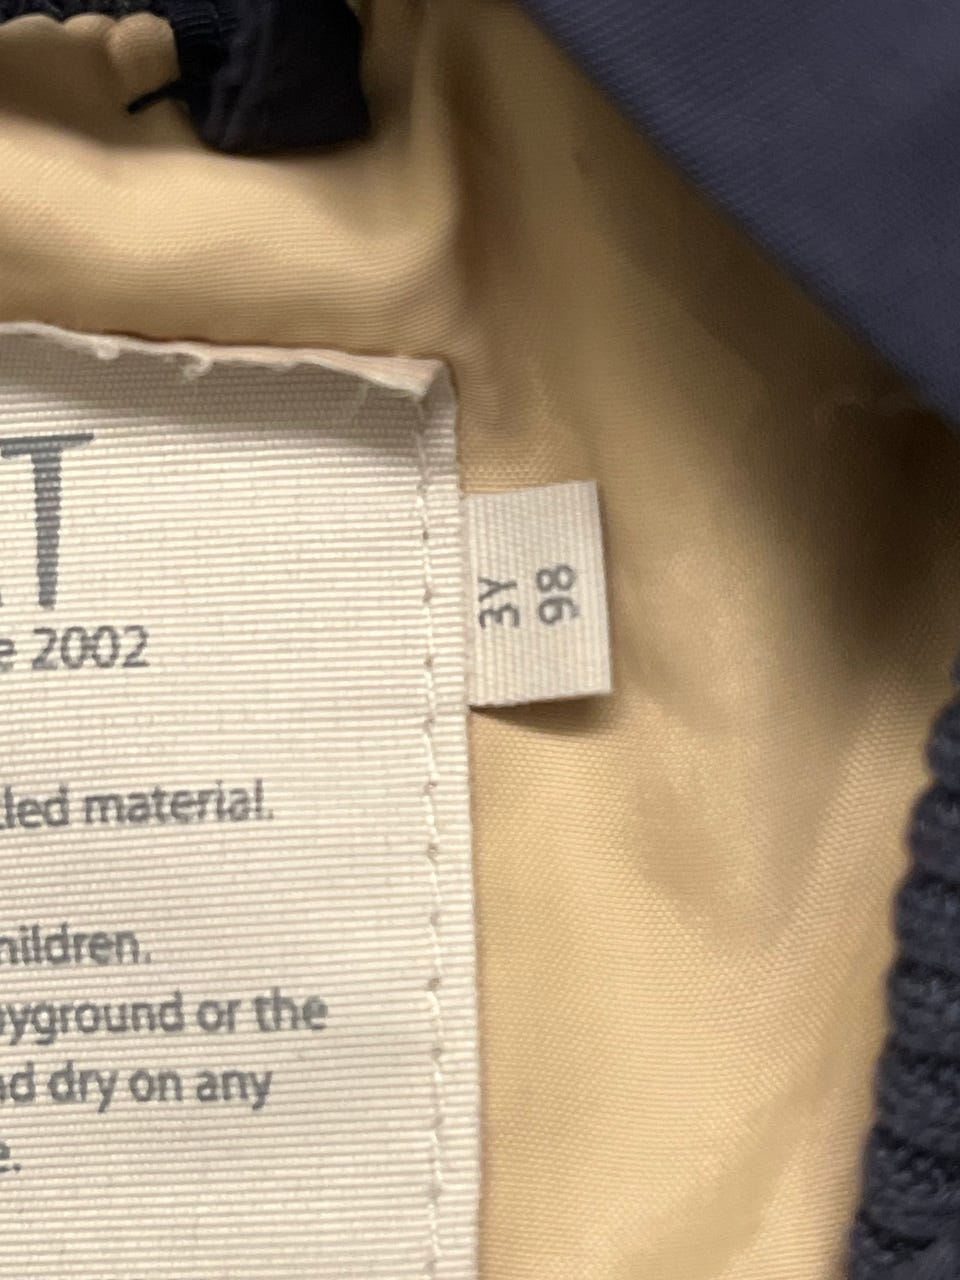 T
e 2002
led material.
hildren.
yground or the
d dry on any
e.
3Y
98